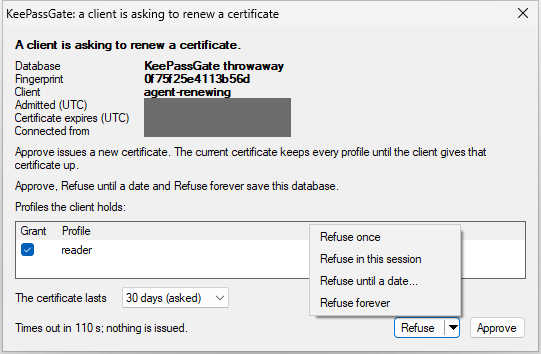 KeePassGate: a client is asking to renew a certificate
A client is asking to renew a certificate.
Database KeePassGate throwaway
Fingerprint 0f75f25e4113b56d
Client agent-renewing
Admitted (UTC)
Certificate expires (UTC)
Connected from
Approve issues a new certificate. The current certificate keeps every profile until the client gives that
certificate up.
Approve, Refuse until a date and Refuse forever save this database.
Profiles the client holds:
Grant Profile
reader
Refuse once
Refuse in this session
Refuse until a date...
Refuse forever
The certificate lasts 30 days (asked)
Times out in 110 s; nothing is issued. Refuse Approve